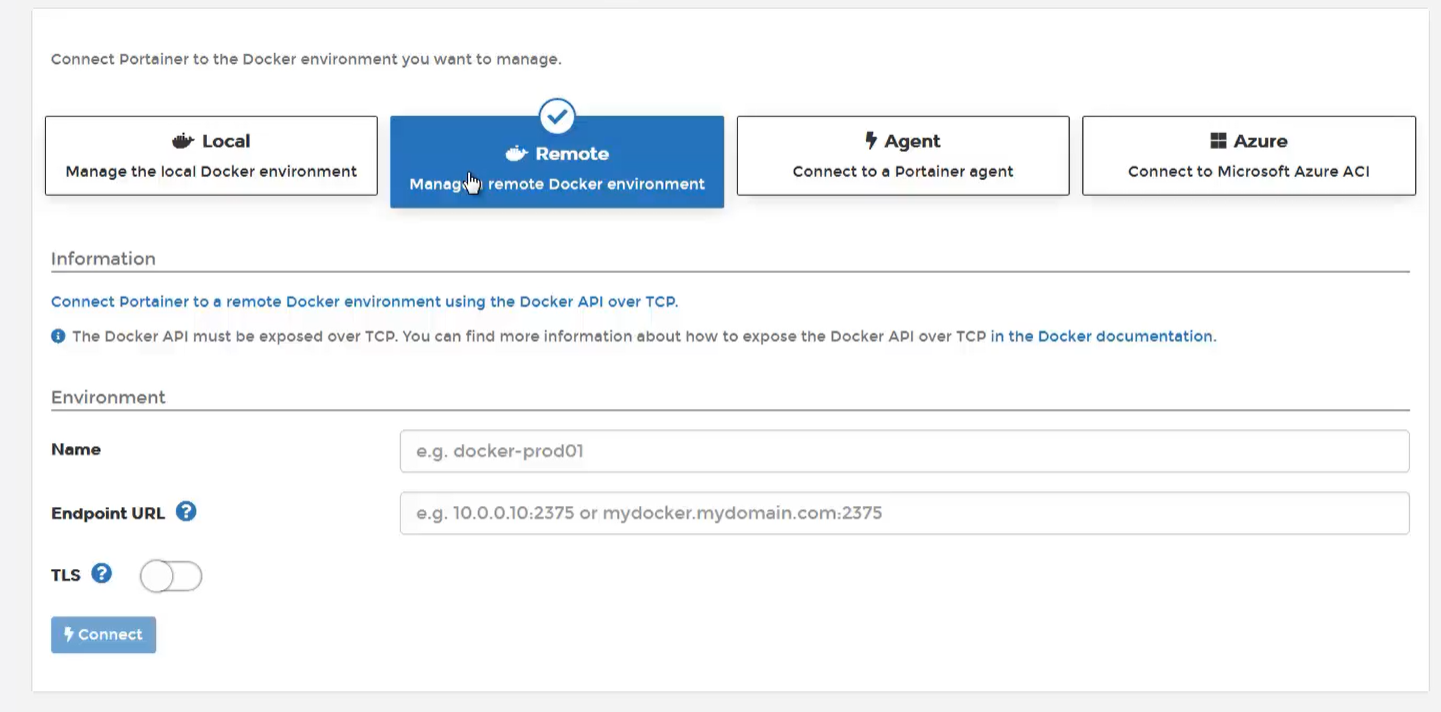 Connect Portainer to the Docker environment you want to manage.
Local
Manage the local Docker environment
Remote
Manage remote Docker environment
Agent
Connect to a Portainer agent
Azure
Connect to Microsoft Azure ACI
Information
Connect Portainer to a remote Docker environment using the Docker API over TCP.
The Docker API must be exposed over TCP. You can find more information about how to expose the Docker API over TCP in the Docker documentation.
Environment
Name
e.g. docker-prod01
Endpoint URL
e.g. 10.0.0.10:2375 or mydocker.mydomain.com:2375
TLS
Connect